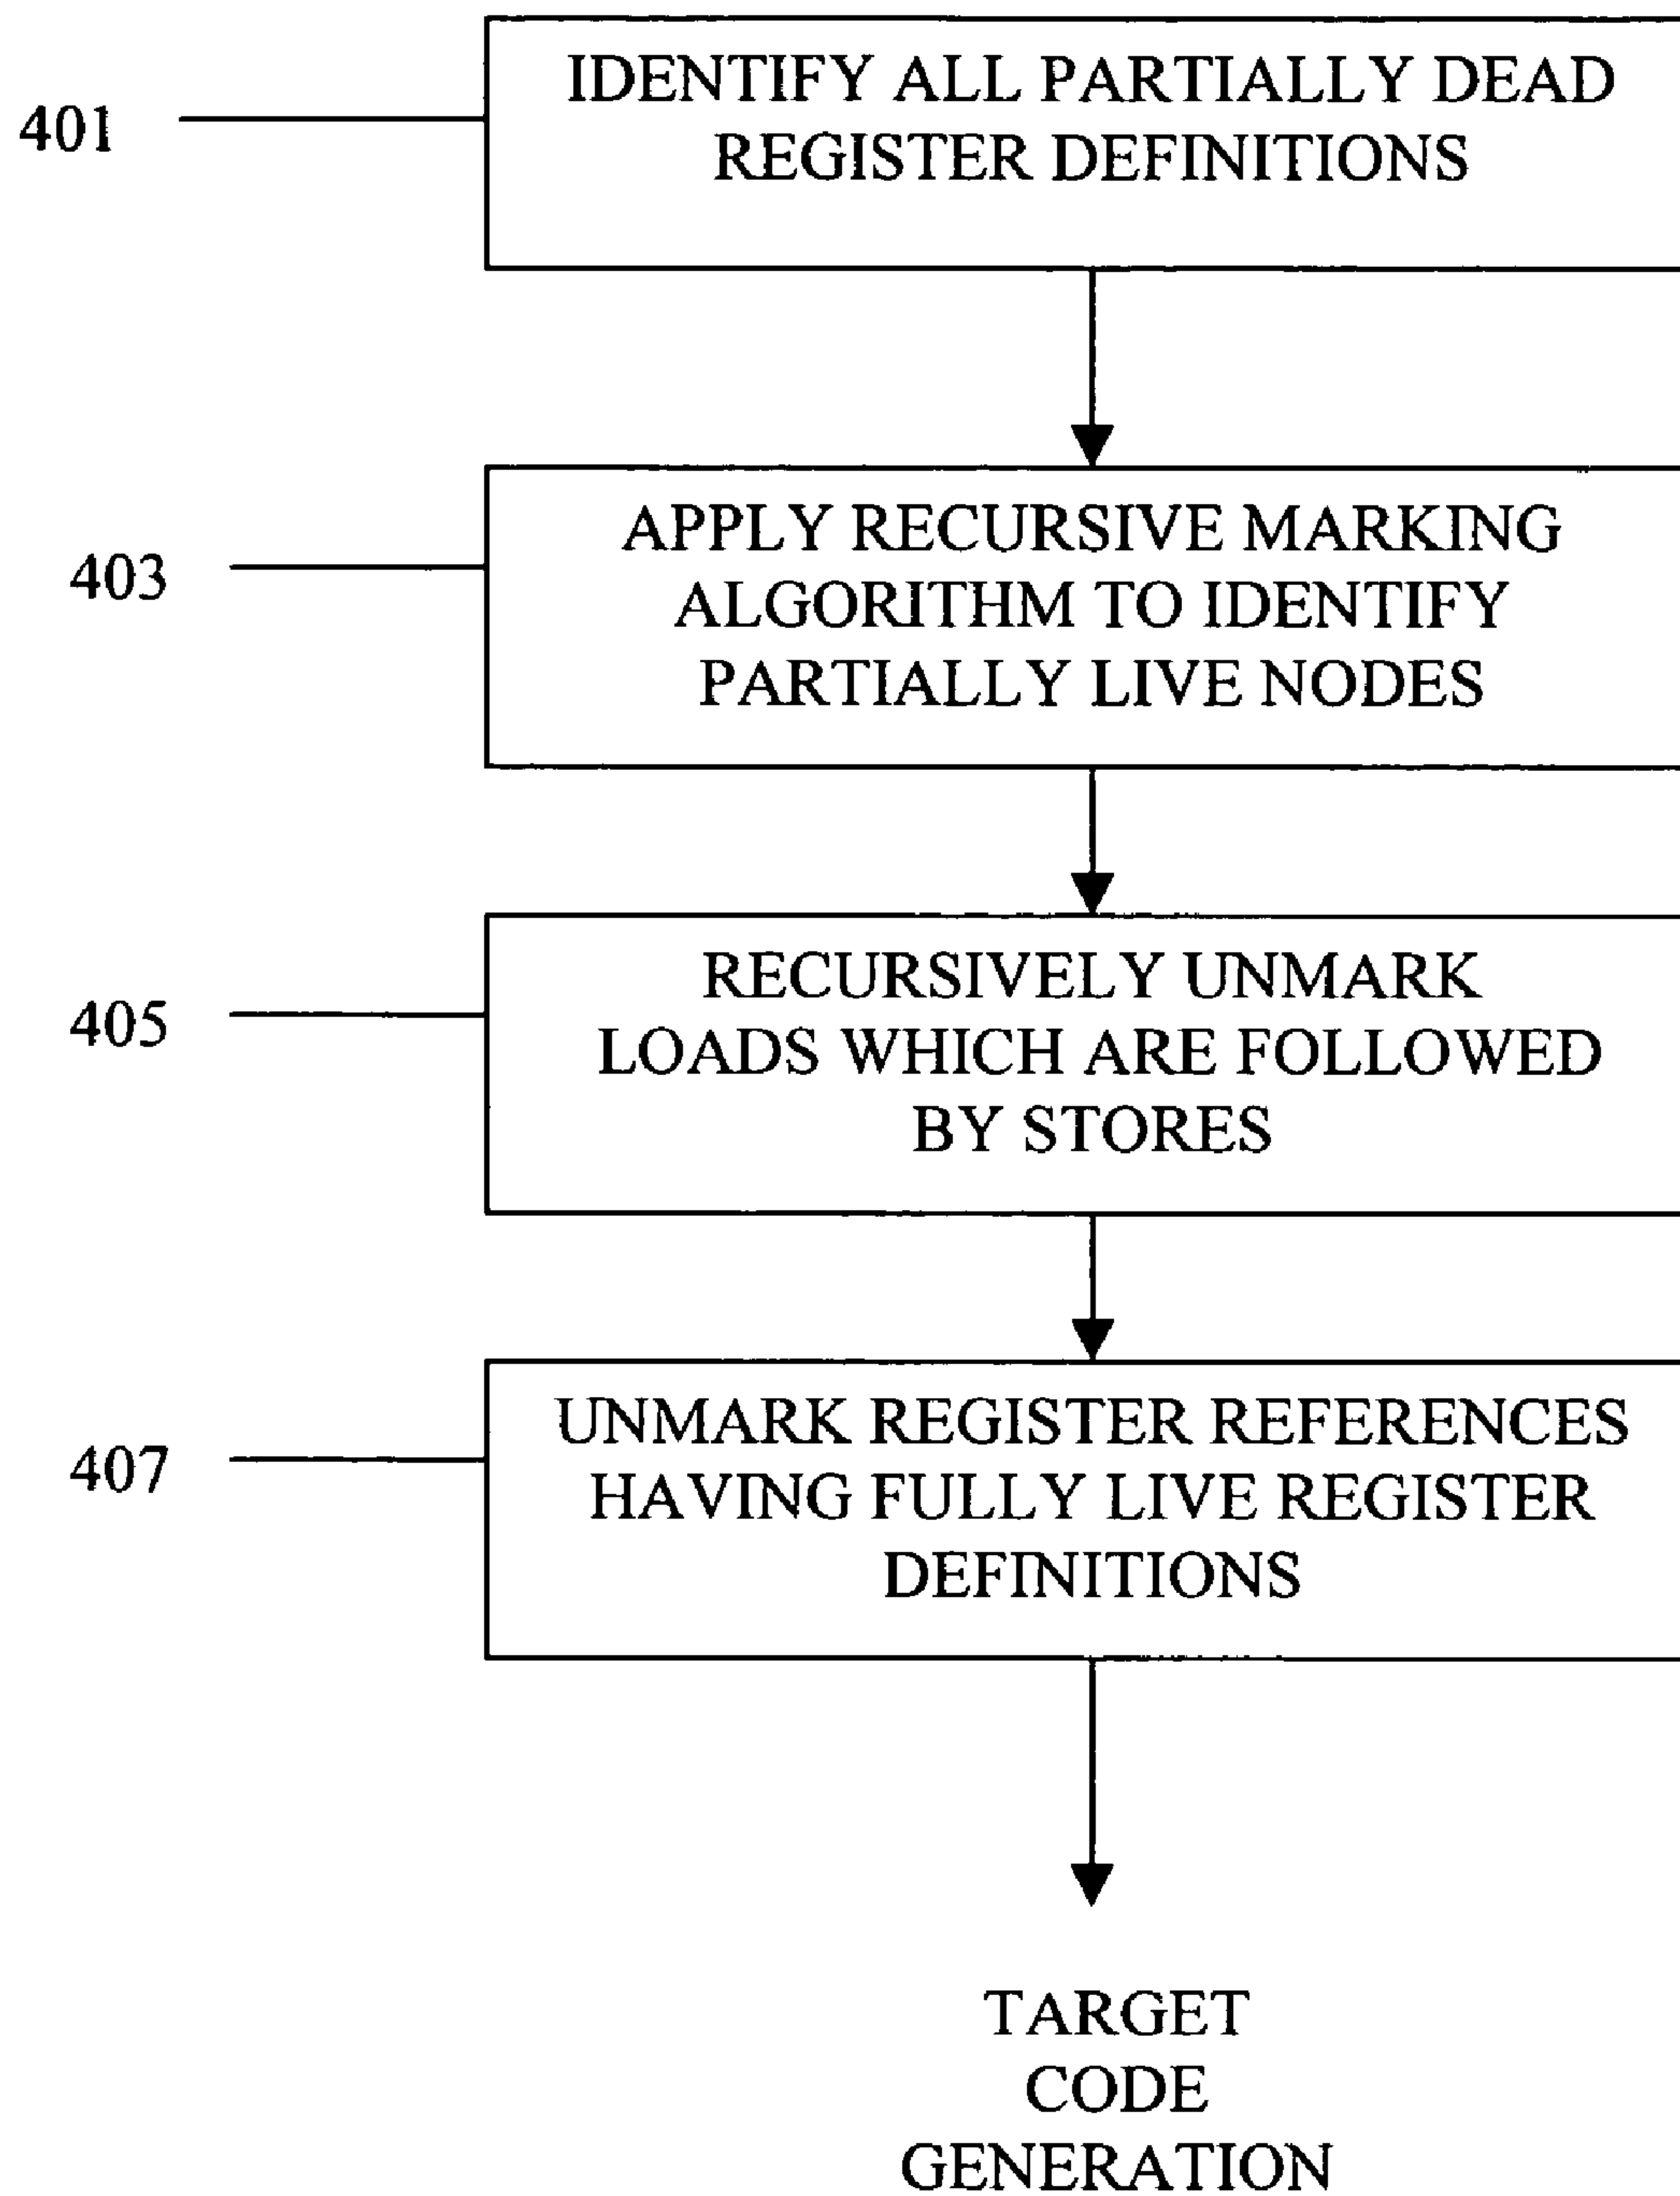 401
IDENTIFY ALL PARTIALLY DEAD
REGISTER DEFINITIONS
403
APPLY RECURSIVE MARKING
ALGORITHM TO IDENTIFY
PARTIALLY LIVE NODES
405
RECURSIVELY UNMARK
LOADS WHICH ARE FOLLOWED
BY STORES
407
UNMARK REGISTER REFERENCES
HAVING FULLY LIVE REGISTER
DEFINITIONS
TARGET
CODE
GENERATION